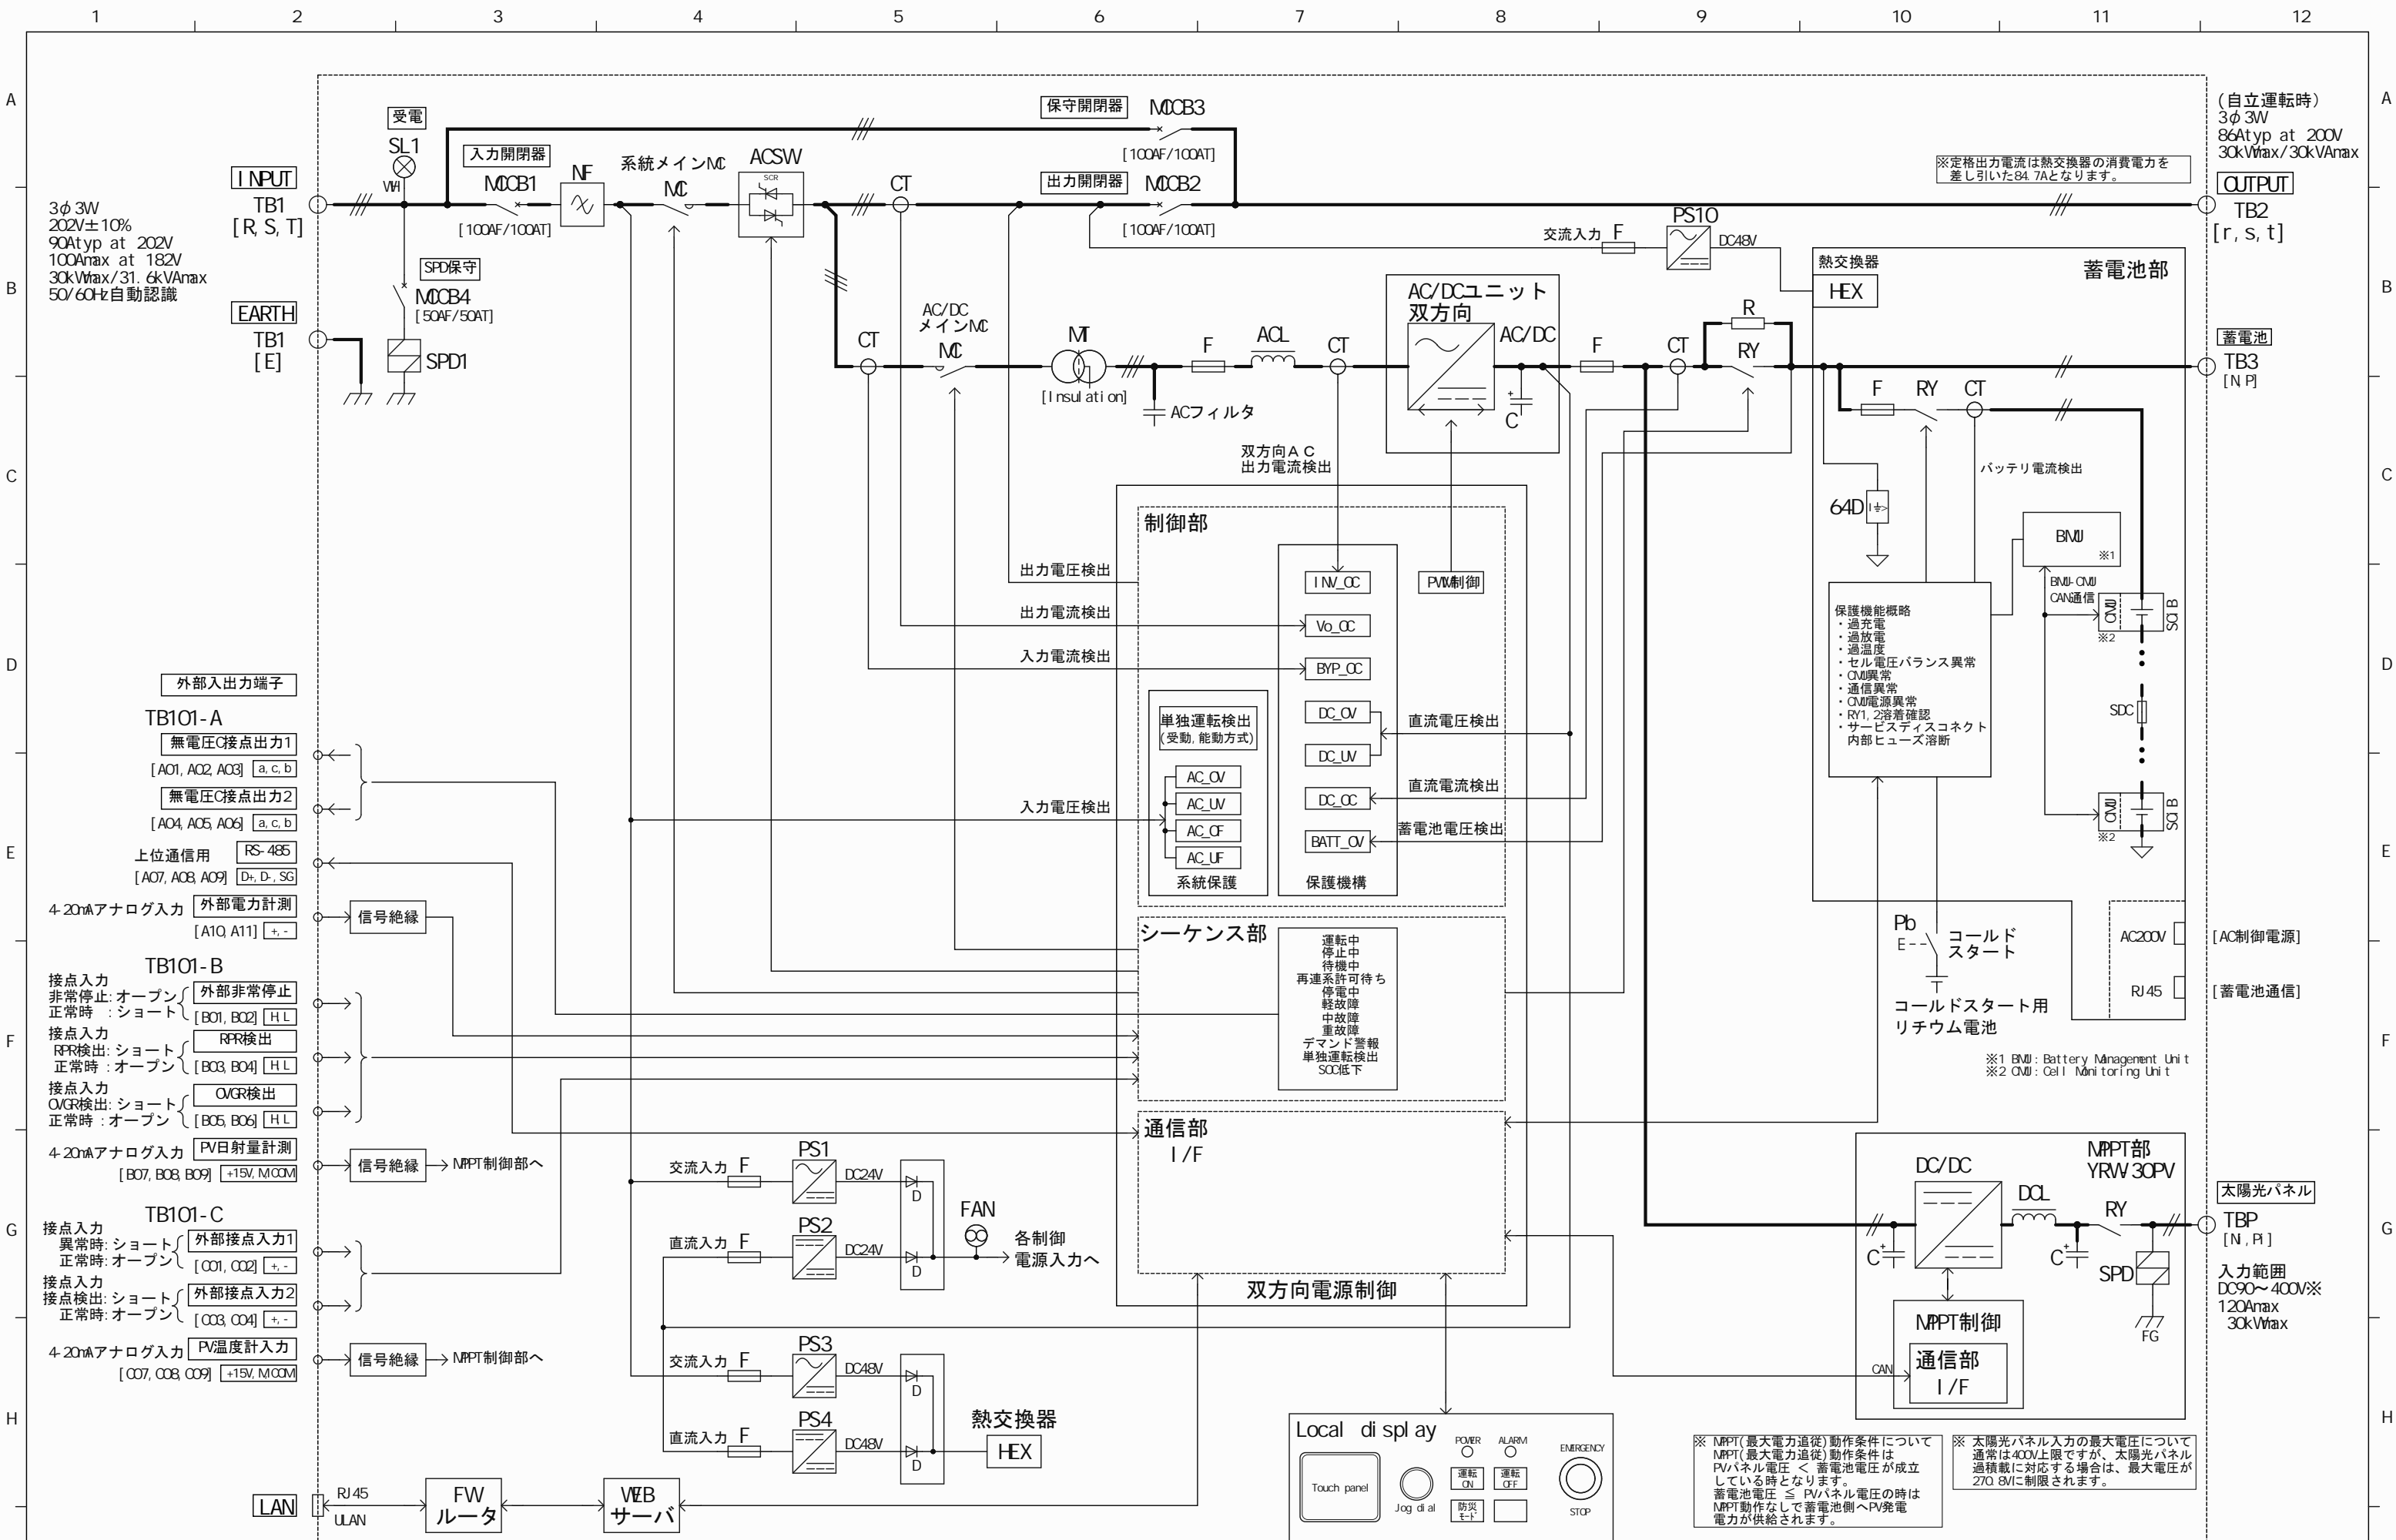 1 2 3 4 5 6 7 8 9 10 11 12
A
B
C
D
E
F
G
H
A
B
C
D
E
F
G
H
受電
SL1
WH
INPUT
TB1
[R,S,T]
3φ3W
202V±10%
90Atyp at 202V
100Amax at 182V
30kWmax/31.6kVAmax
50/60Hz自動認識
EARTH
TB1
[E]
SPD保守
MCCB4
[50AF/50AT]
SPD1
入力開閉器
MCCB1
[100AF/100AT]
NF
系統メインMC
MC
ACSW
SCR
CT
保守開閉器
MCCB3
[100AF/100AT]
出力開閉器
MCCB2
[100AF/100AT]
交流入力 F
PS10
DC48V
※定格出力電流は熱交換器の消費電力を
差し引いた84.7Aとなります。
(自立運転時)
3φ3W
86Atyp at 200V
30kWmax/30kVAmax
OUTPUT
TB2
[r,s,t]
CT
AC/DC
メインMC
MC
MT
[Insulation]
ACフィルタ
F
ACL
CT
AC/DCユニット
双方向
AC/DC
C
F
CT
R
RY
双方向AC
出力電流検出
熱交換器
HEX
蓄電池部
蓄電池
TB3
[N,P]
F
RY
CT
バッテリ電流検出
64D
BMU
※1
BMU-CMU
CAN通信
CMU
SCiB
※2
SDC
CMU
SCiB
※2
保護機能概略
・過充電
・過放電
・過温度
・セル電圧バランス異常
・CMU異常
・通信異常
・CMU電源異常
・RY1,2溶着確認
・サービスディスコネクト
内部ヒューズ溶断
Pb
E--
コールド
スタート
コールドスタート用
リチウム電池
AC200V
[AC制御電源]
RJ45
[蓄電池通信]
※1 BMU:Battery Management Unit
※2 CMU:Cell Monitoring Unit
制御部
INV_OC
PWM制御
Vo_OC
BYP_OC
DC_OV
DC_UV
DC_OC
BATT_OV
保護機構
単独運転検出
(受動,能動方式)
AC_OV
AC_UV
AC_OF
AC_UF
系統保護
出力電圧検出
出力電流検出
入力電流検出
入力電圧検出
直流電圧検出
直流電流検出
蓄電池電圧検出
シーケンス部
運転中
停止中
待機中
再連系許可待ち
停電中
軽故障
中故障
重故障
デマンド警報
単独運転検出
SOC低下
通信部
I/F
双方向電源制御
外部入出力端子
TB101-A
無電圧C接点出力1
[A01,A02,A03] a,c,b
無電圧C接点出力2
[A04,A05,A06] a,c,b
上位通信用 RS-485
[A07,A08,A09] D+,D-,SG
4-20mAアナログ入力 外部電力計測
[A10,A11] +,-
信号絶縁
TB101-B
接点入力
非常停止:オープン
正常時 :ショート
外部非常停止
[B01,B02] H,L
接点入力
RPR検出:ショート
正常時 :オープン
RPR検出
[B03,B04] H,L
接点入力
OVGR検出:ショート
正常時 :オープン
OVGR検出
[B05,B06] H,L
4-20mAアナログ入力 PV日射量計測
[B07,B08,B09] +15V,M,COM
信号絶縁
MPPT制御部へ
TB101-C
接点入力
異常時:ショート
正常時:オープン
外部接点入力1
[C01,C02] +,-
接点入力
接点検出:ショート
正常時:オープン
外部接点入力2
[C03,C04] +,-
4-20mAアナログ入力 PV温度計入力
[C07,C08,C09] +15V,M,COM
信号絶縁
MPPT制御部へ
交流入力 F
PS1
DC24V
D
直流入力 F
PS2
DC24V
D
FAN
各制御
電源入力へ
交流入力 F
PS3
DC48V
D
直流入力 F
PS4
DC48V
D
熱交換器
HEX
LAN
RJ45
ULAN
FW
ルータ
WEB
サーバ
MPPT部
YRW-30PV
DC/DC
DCL
RY
C
C
SPD
FG
MPPT制御
通信部
I/F
CAN
太陽光パネル
TBP
[Ni,Pi]
入力範囲
DC90～400V※
120Amax
30kWmax
Local display
Touch panel
Jog dial
POWER
ALARM
運転
ON
運転
OFF
防災
モード
EMERGENCY
STOP
※ MPPT(最大電力追従)動作条件について
MPPT(最大電力追従)動作条件は
PVパネル電圧 ＜ 蓄電池電圧が成立
している時となります。
蓄電池電圧 ≦ PVパネル電圧の時は
MPPT動作なしで蓄電池側へPV発電
電力が供給されます。
※ 太陽光パネル入力の最大電圧について
通常は400V上限ですが、太陽光パネル
過積載に対応する場合は、最大電圧が
270.8Vに制限されます。